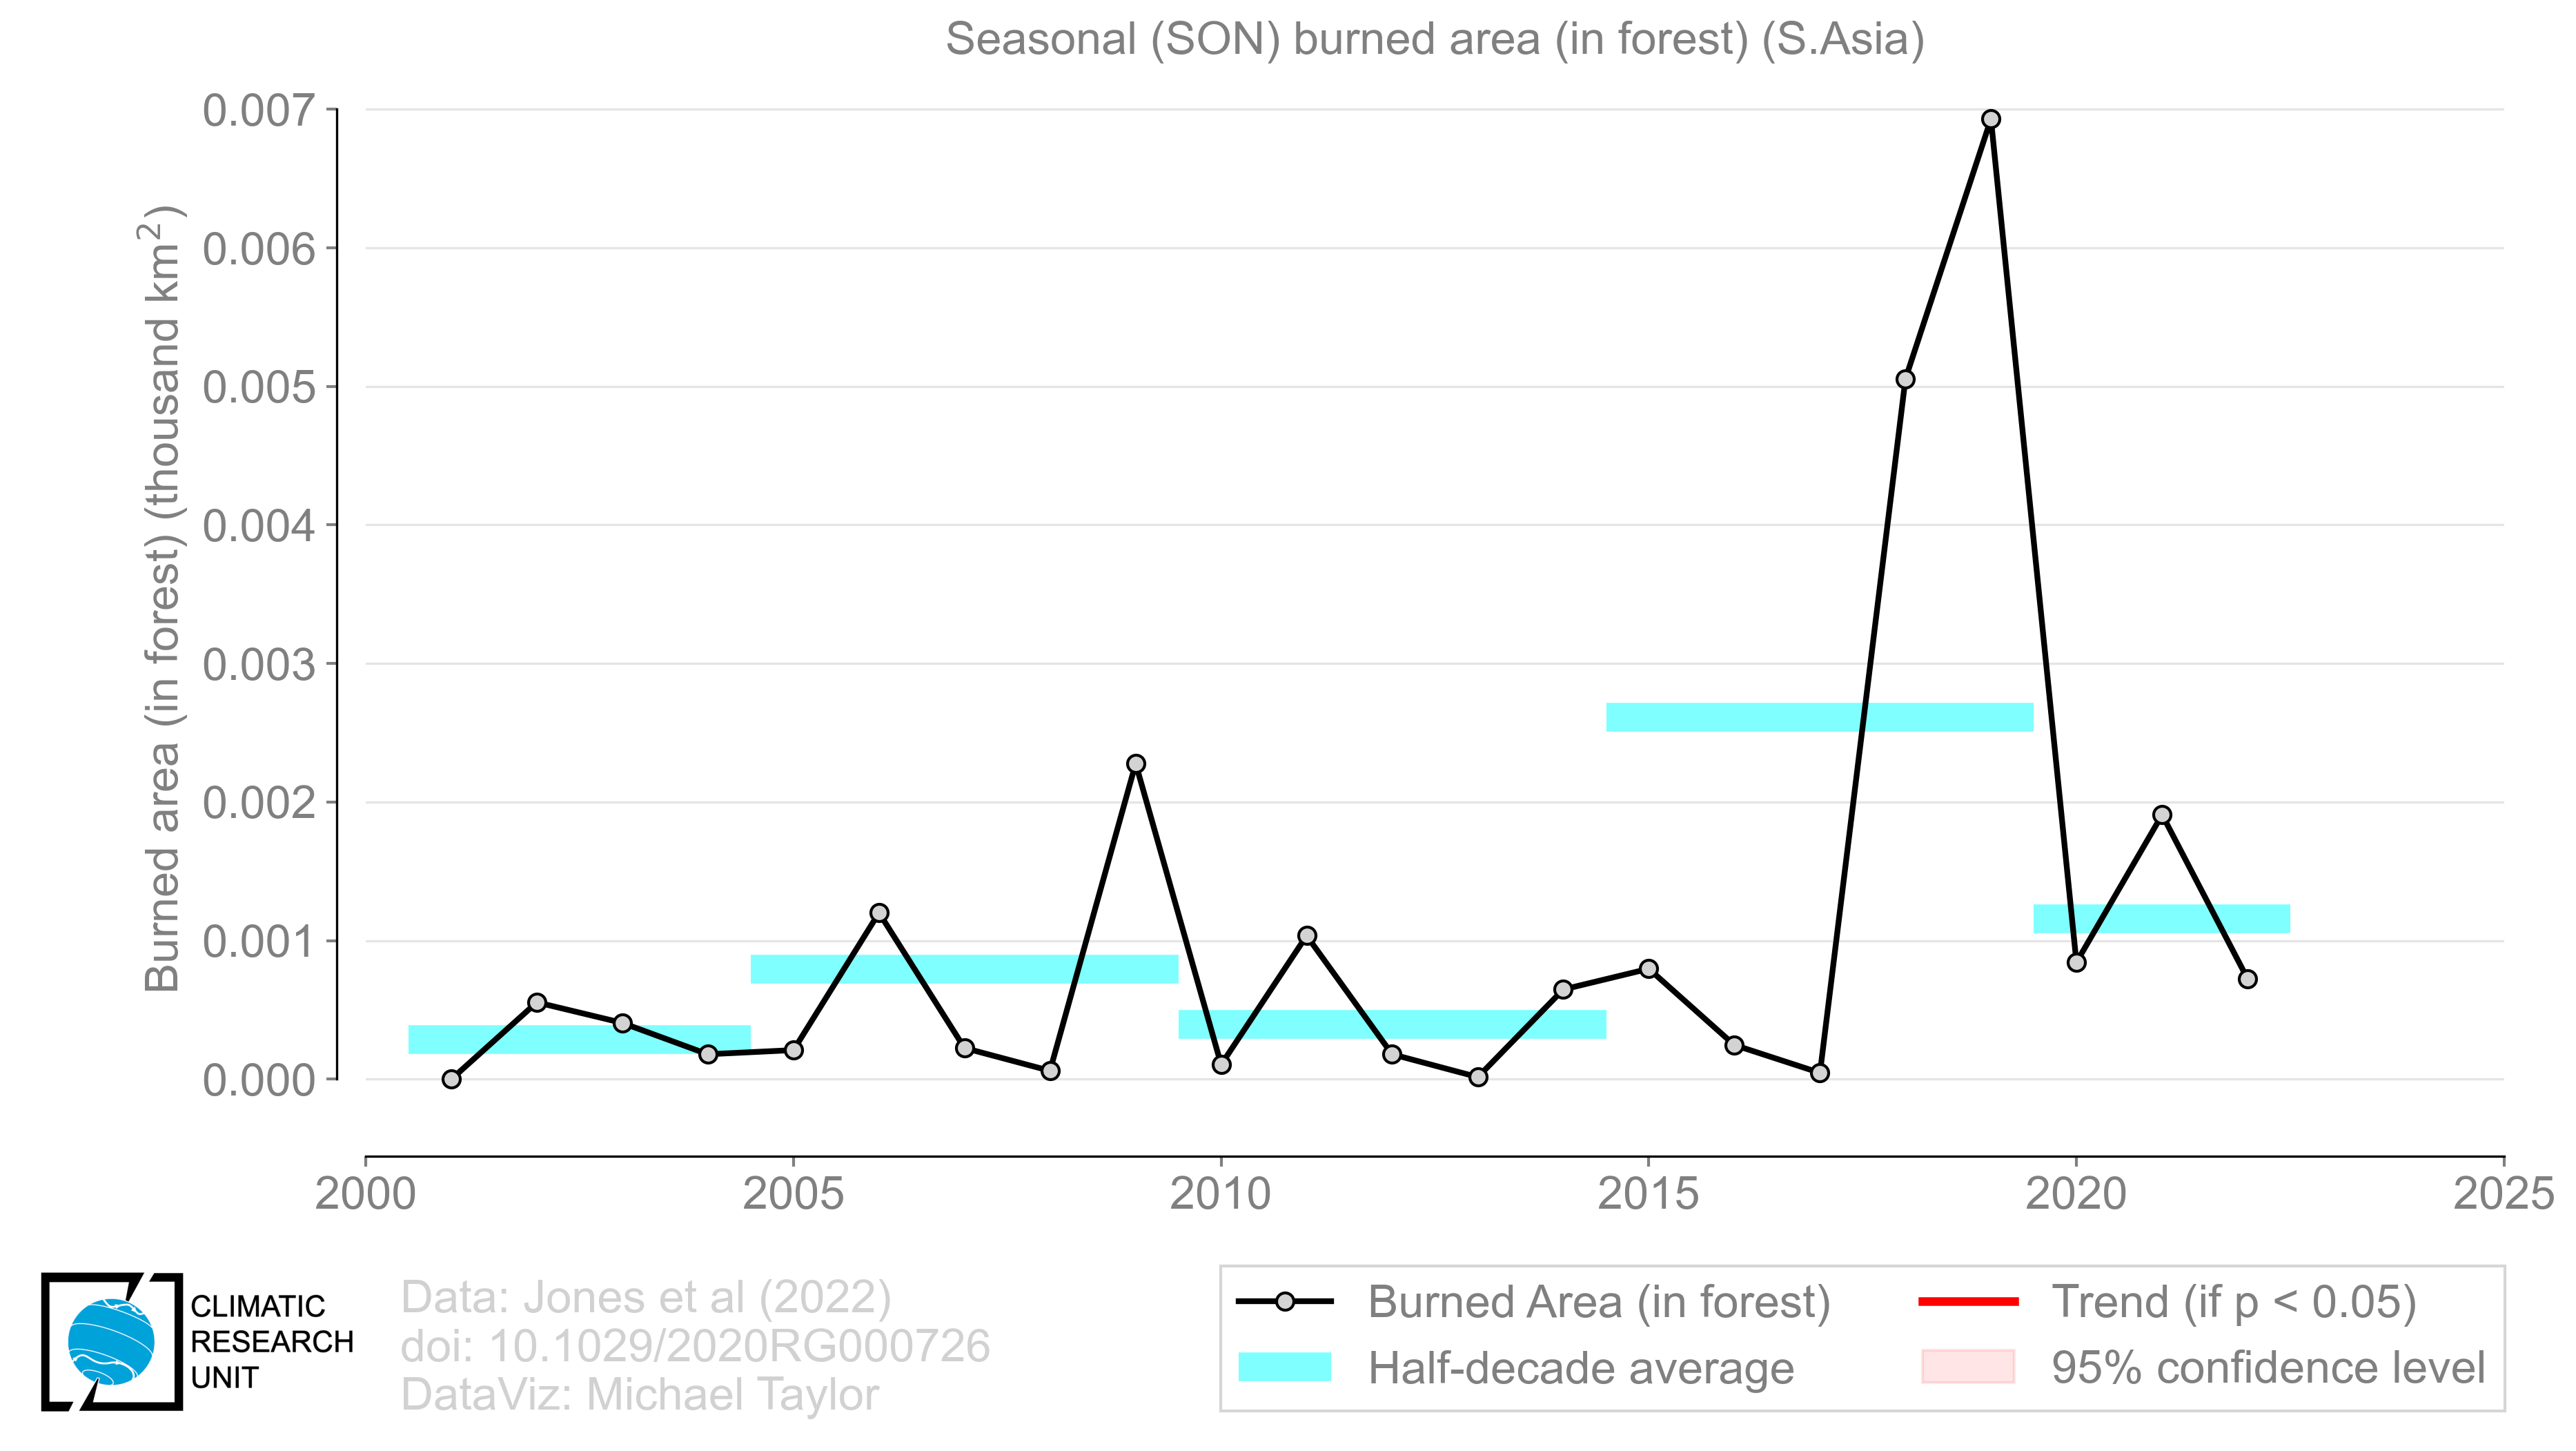 Seasonal (SON) burned area (in forest) (S.Asia)
Burned area (in forest) (thousand km²)
0.007
0.006
0.005
0.004
0.003
0.002
0.001
0.000
2000
2005
2010
2015
2020
2025
CLIMATIC
RESEARCH
UNIT
Data: Jones et al (2022)
doi: 10.1029/2020RG000726
DataViz: Michael Taylor
Burned Area (in forest)
Half-decade average
Trend (if p < 0.05)
95% confidence level